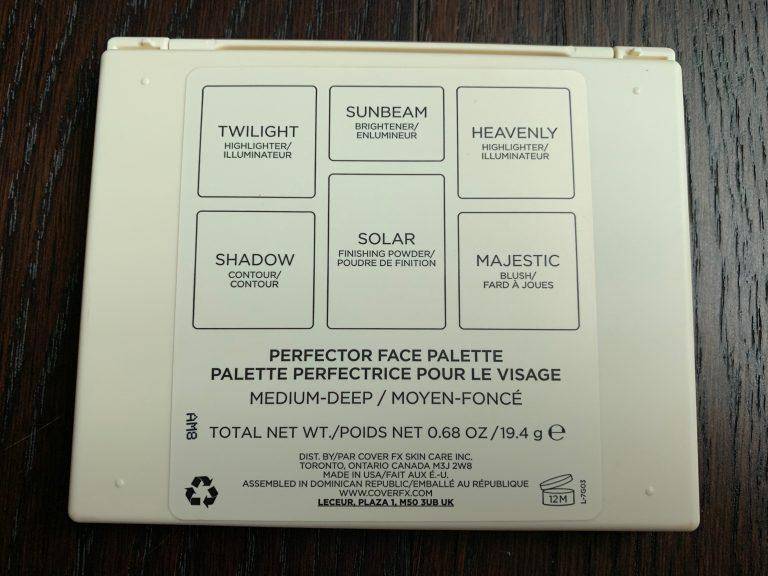 TWILIGHT
HIGHLIGHTER/
ILLUMINATEUR
SUNBEAM
BRIGHTENER/
ENLUMINEUR
HEAVENLY
HIGHLIGHTER/
ILLUMINATEUR
SHADOW
CONTOUR/
CONTOUR
SOLAR
FINISHING POWDER/
POUDRE DE FINITION
MAJESTIC
BLUSH/
FARD À JOUES
PERFECTOR FACE PALETTE
PALETTE PERFECTRICE POUR LE VISAGE
MEDIUM-DEEP / MOYEN-FONCÉ
AM8
TOTAL NET WT./POIDS NET 0.68 OZ/19.4 g ℮
DIST. BY/PAR COVER FX SKIN CARE INC.
TORONTO, ONTARIO CANADA M3J 2W8
MADE IN USA/FAIT AUX É.-U.
ASSEMBLED IN DOMINICAN REPUBLIC/EMBALLÉ AU RÉPUBLIQUE
WWW.COVERFX.COM
LECEUR, PLAZA 1, M50 3UB UK
12M
L-7G03